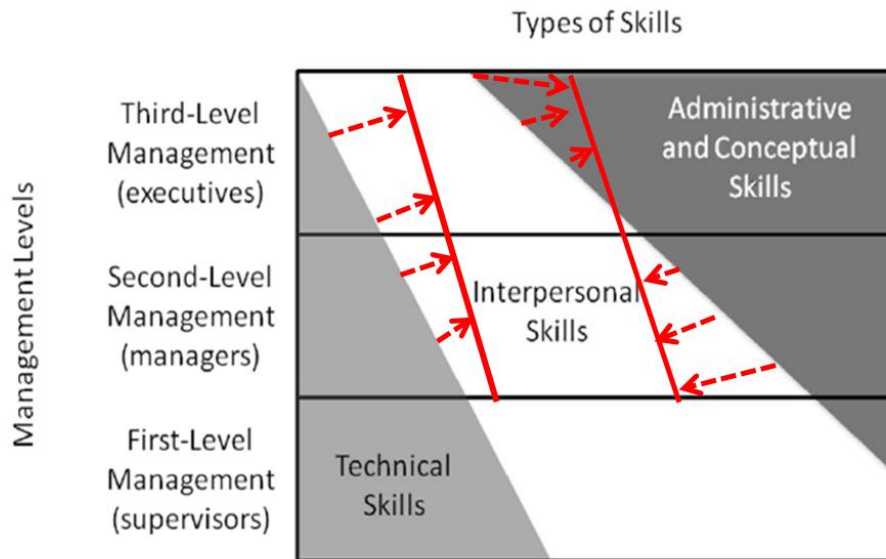 Types of Skills
Management Levels
Third-Level
Management
(executives)
Administrative
and Conceptual
Skills
Second-Level
Management
(managers)
Interpersonal
Skills
First-Level
Management
(supervisors)
Technical
Skills